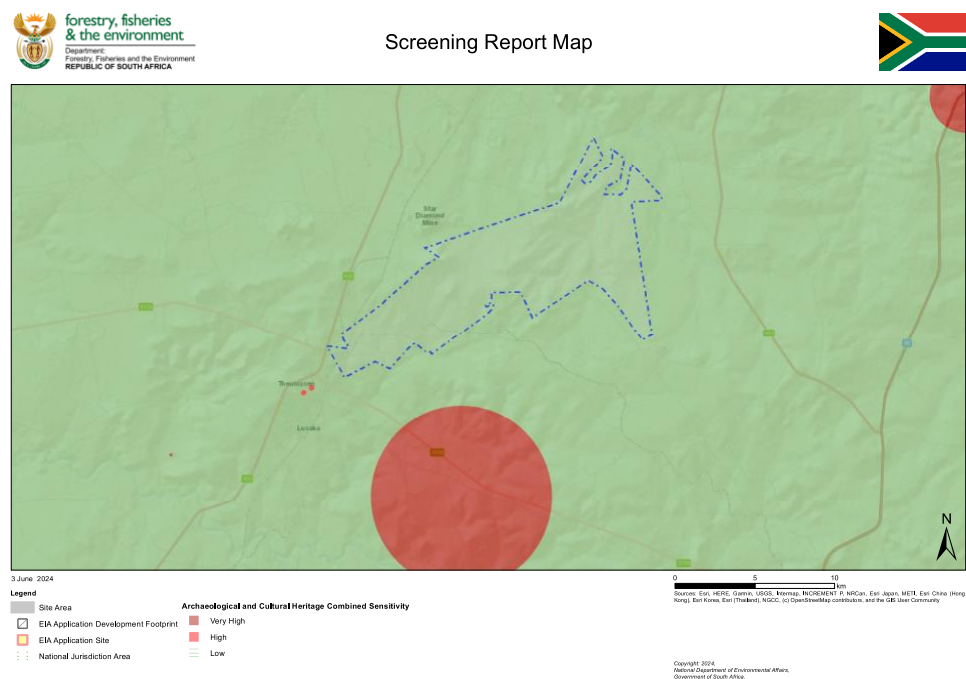 forestry, fisheries
& the environment
Department:
Forestry, Fisheries and the Environment
REPUBLIC OF SOUTH AFRICA
Screening Report Map
Star
Diamond
Mine
Theunissen
Lusaka
N
3 June 2024
0 5 10
km
Sources: Esri, HERE, Garmin, USGS, Intermap, INCREMENT P, NRCan, Esri Japan, METI, Esri China (Hong
Kong), Esri Korea, Esri (Thailand), NGCC, (c) OpenStreetMap contributors, and the GIS User Community
Legend
Site Area
EIA Application Development Footprint
EIA Application Site
National Jurisdiction Area
Archaeological and Cultural Heritage Combined Sensitivity
Very High
High
Low
Copyright: 2024,
National Department of Environmental Affairs,
Government of South Africa.